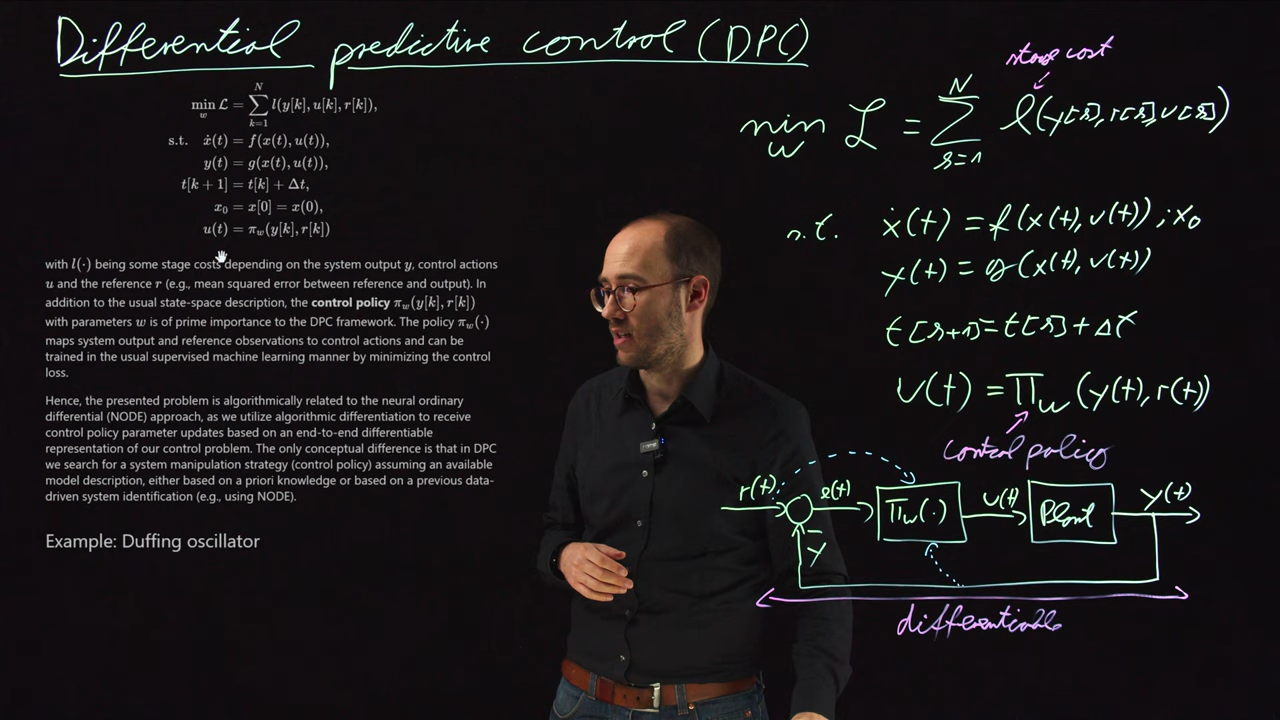 Differential predictive control (DPC)
min_w ℒ = ∑_{k=1}^{N} l(y[k], u[k], r[k]),
s.t. ẋ(t) = f(x(t), u(t)),
y(t) = g(x(t), u(t)),
t[k + 1] = t[k] + Δt,
x_0 = x[0] = x(0),
u(t) = π_w(y[k], r[k])
with l(·) being some stage costs depending on the system output y, control actions
u and the reference r (e.g., mean squared error between reference and output). In
addition to the usual state-space description, the control policy π_w(y[k], r[k])
with parameters w is of prime importance to the DPC framework. The policy π_w(·)
maps system output and reference observations to control actions and can be
trained in the usual supervised machine learning manner by minimizing the control
loss.
Hence, the presented problem is algorithmically related to the neural ordinary
differential (NODE) approach, as we utilize algorithmic differentiation to receive
control policy parameter updates based on an end-to-end differentiable
representation of our control problem. The only conceptual difference is that in DPC
we search for a system manipulation strategy (control policy) assuming an available
model description, either based on a priori knowledge or based on a previous data-
driven system identification (e.g., using NODE).
Example: Duffing oscillator
stage cost
min_w ℒ = ∑_{k=1}^{N} l(y[k], r[k], u[k])
s.t. ẋ(t) = f(x(t), u(t)); x_0
y(t) = g(x(t), u(t))
t[k+1] = t[k] + Δt
u(t) = π_w(y(t), r(t))
control policy
r(t) e(t) π_w(·) u(t) Plant y(t)
− y
differentiable